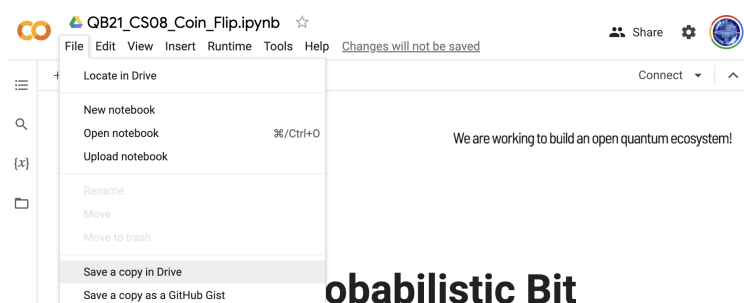 QB21_CS08_Coin_Flip.ipynb
Share
File Edit View Insert Runtime Tools Help Changes will not be saved
Locate in Drive
Connect
New notebook
Open notebook ⌘/Ctrl+O
Upload notebook
We are working to build an open quantum ecosystem!
{x}
Rename
Move
Move to trash
Save a copy in Drive
Save a copy as a GitHub Gist
obabilistic Bit